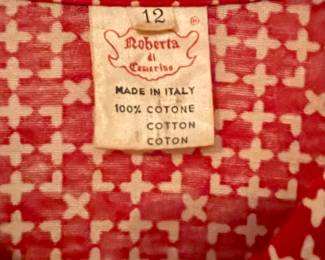 12
Roberta
di
Camerino
MADE IN ITALY
100% COTONE
COTTON
COTON